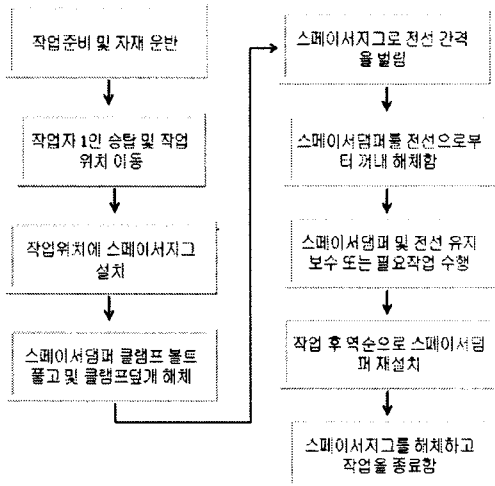 작업준비 및 자재 운반
작업자 1인 승탑 및 작업
위치 이동
작업위치에 스페이서지그
설치
스페이서댐퍼 클램프 볼트
풀고 및 클램프덮개 해체
스페이서지그로 전선 간격
을 벌림
스페이서댐퍼를 전선으로부
터 꺼내 해체함
스페이서댐퍼 및 전선 유지
보수 또는 필요작업 수행
작업 후 역순으로 스페이서댐
퍼 재설치
스페이서지그를 해체하고
작업을 종료함